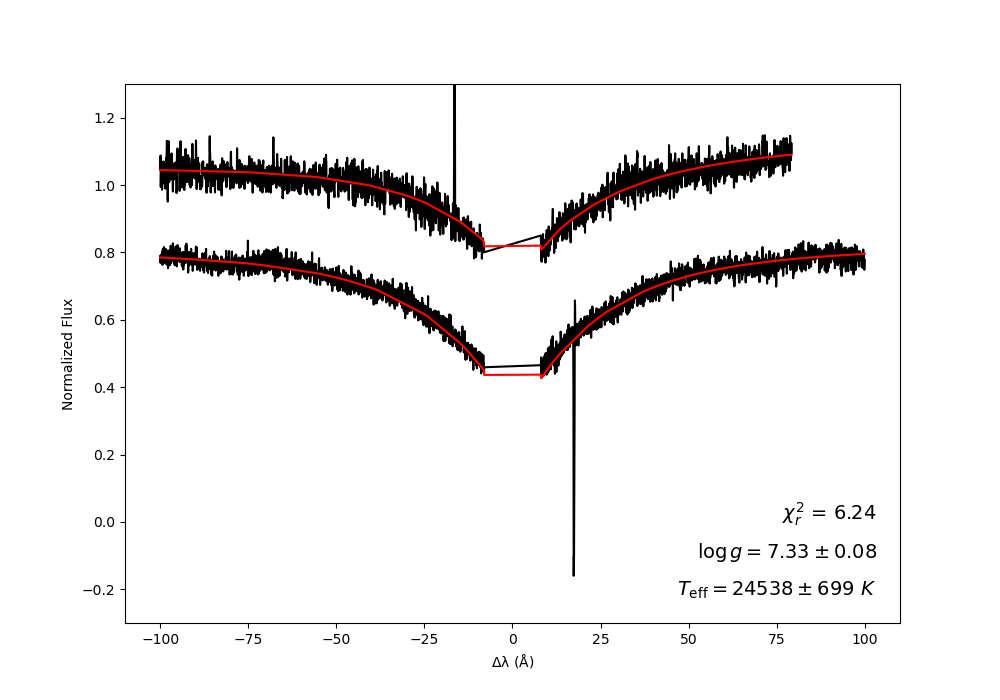 1.2
1.0
0.8
0.6
0.4
0.2
0.0
−0.2
Normalized Flux
χ²ᵣ = 6.24
log g = 7.33 ± 0.08
T_eff = 24538 ± 699 K
−100 −75 −50 −25 0 25 50 75 100
Δλ (Å)